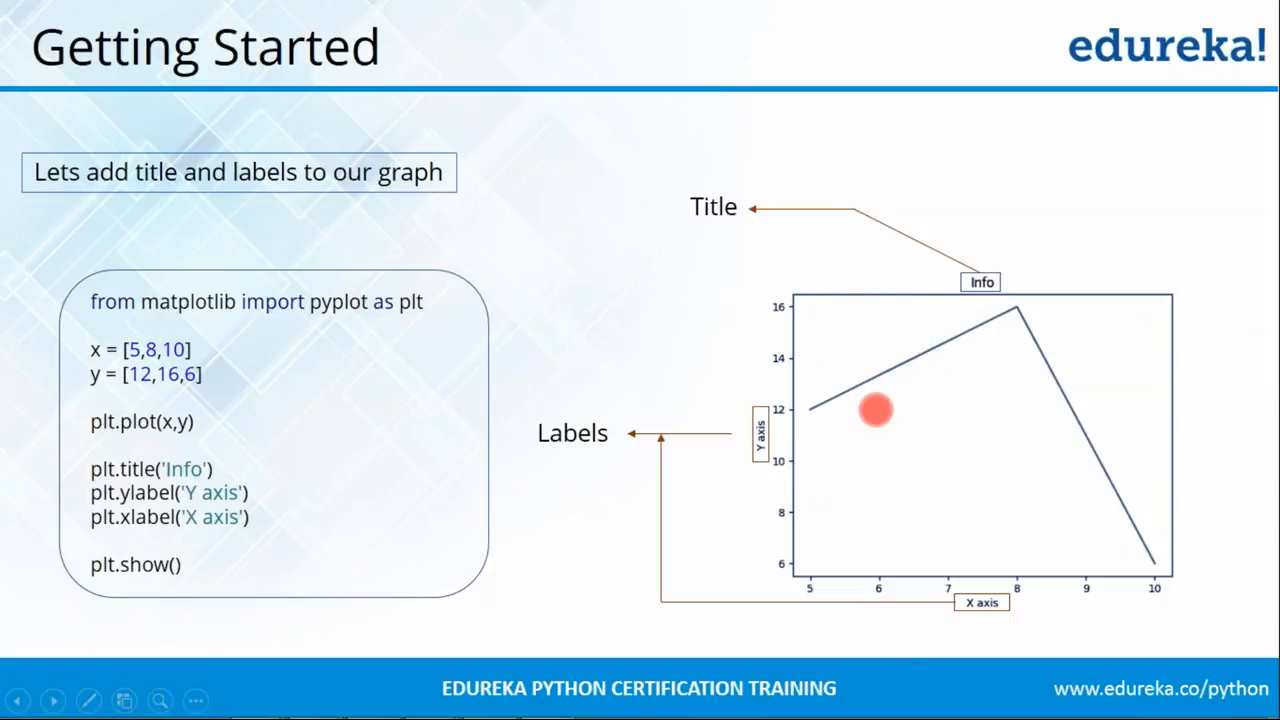 Getting Started
edureka!
Lets add title and labels to our graph
from matplotlib import pyplot as plt
x = [5,8,10]
y = [12,16,6]
plt.plot(x,y)
plt.title('Info')
plt.ylabel('Y axis')
plt.xlabel('X axis')
plt.show()
Title
Info
Labels
Y axis
16
14
12
10
8
6
5 6 7 8 9 10
X axis
EDUREKA PYTHON CERTIFICATION TRAINING
www.edureka.co/python